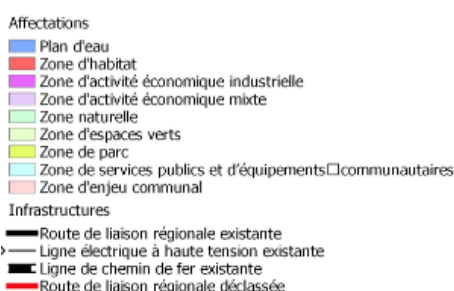 Affectations
Plan d'eau
Zone d'habitat
Zone d'activité économique industrielle
Zone d'activité économique mixte
Zone naturelle
Zone d'espaces verts
Zone de parc
Zone de services publics et d’équipements□communautaires
Zone d'enjeu communal
Infrastructures
Route de liaison régionale existante
Ligne électrique à haute tension existante
Ligne de chemin de fer existante
Route de liaison régionale déclassée